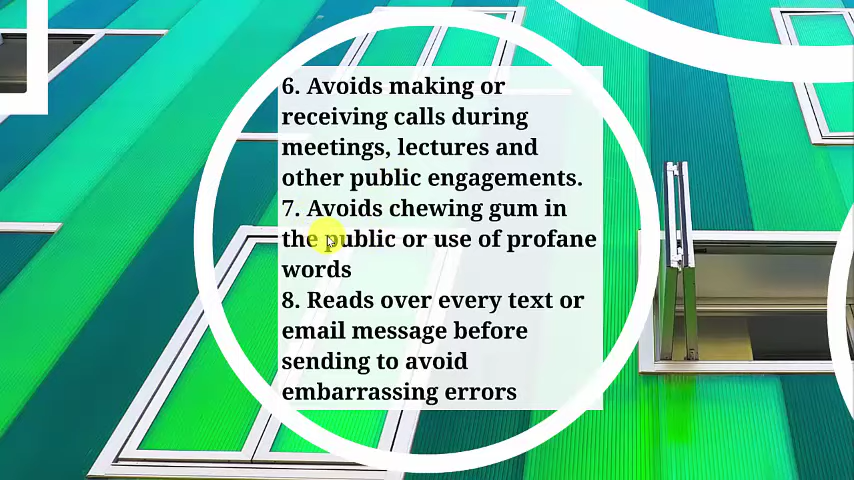 6. Avoids making or
receiving calls during
meetings, lectures and
other public engagements.
7. Avoids chewing gum in
the public or use of profane
words
8. Reads over every text or
email message before
sending to avoid
embarrassing errors